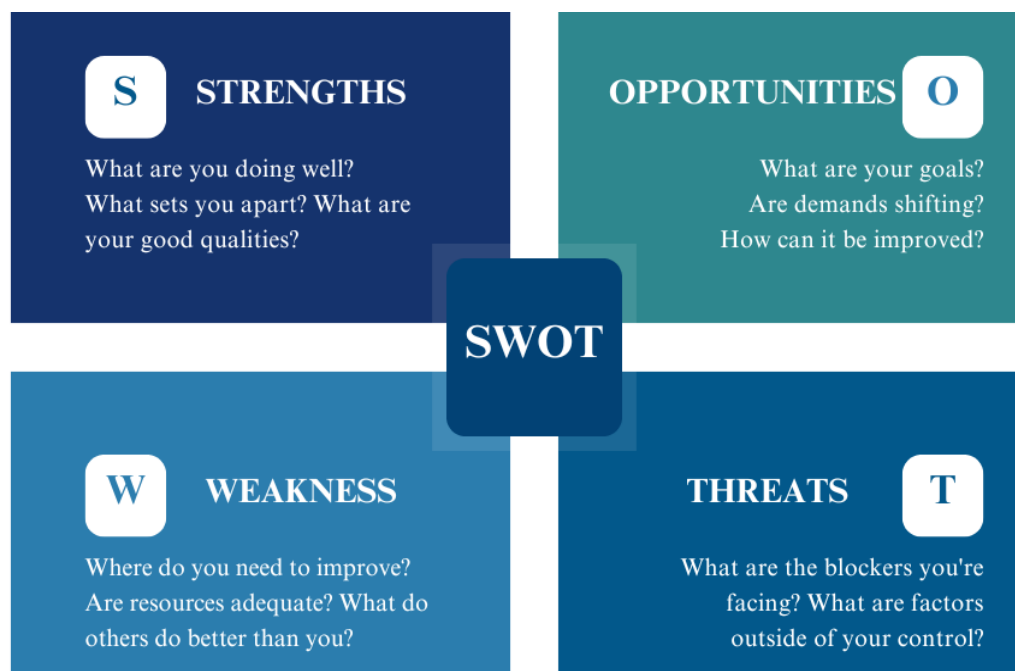 S
STRENGTHS
What are you doing well?
What sets you apart? What are
your good qualities?
OPPORTUNITIES
O
What are your goals?
Are demands shifting?
How can it be improved?
SWOT
W
WEAKNESS
Where do you need to improve?
Are resources adequate? What do
others do better than you?
THREATS
T
What are the blockers you're
facing? What are factors
outside of your control?